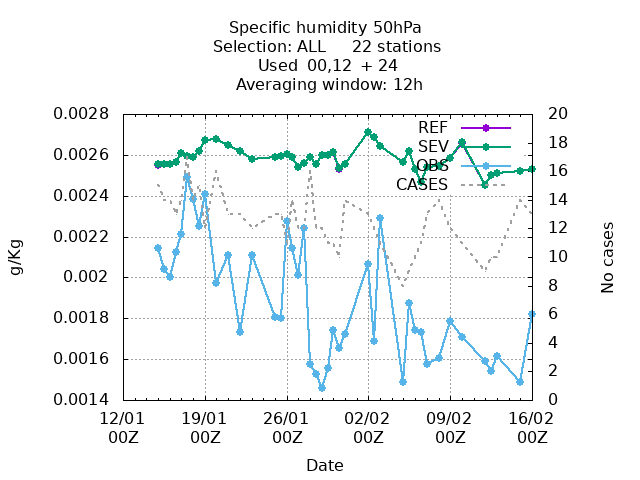 Specific humidity 50hPa
Selection: ALL     22 stations
Used  00,12  + 24
Averaging window: 12h
0.0028
0.0026
0.0024
0.0022
0.002
0.0018
0.0016
0.0014
g/Kg
REF
SEV
OBS
CASES
20
18
16
14
12
10
8
6
4
2
0
No cases
12/01 19/01 26/01 02/02 09/02 16/02
00Z 00Z 00Z 00Z 00Z 00Z
Date